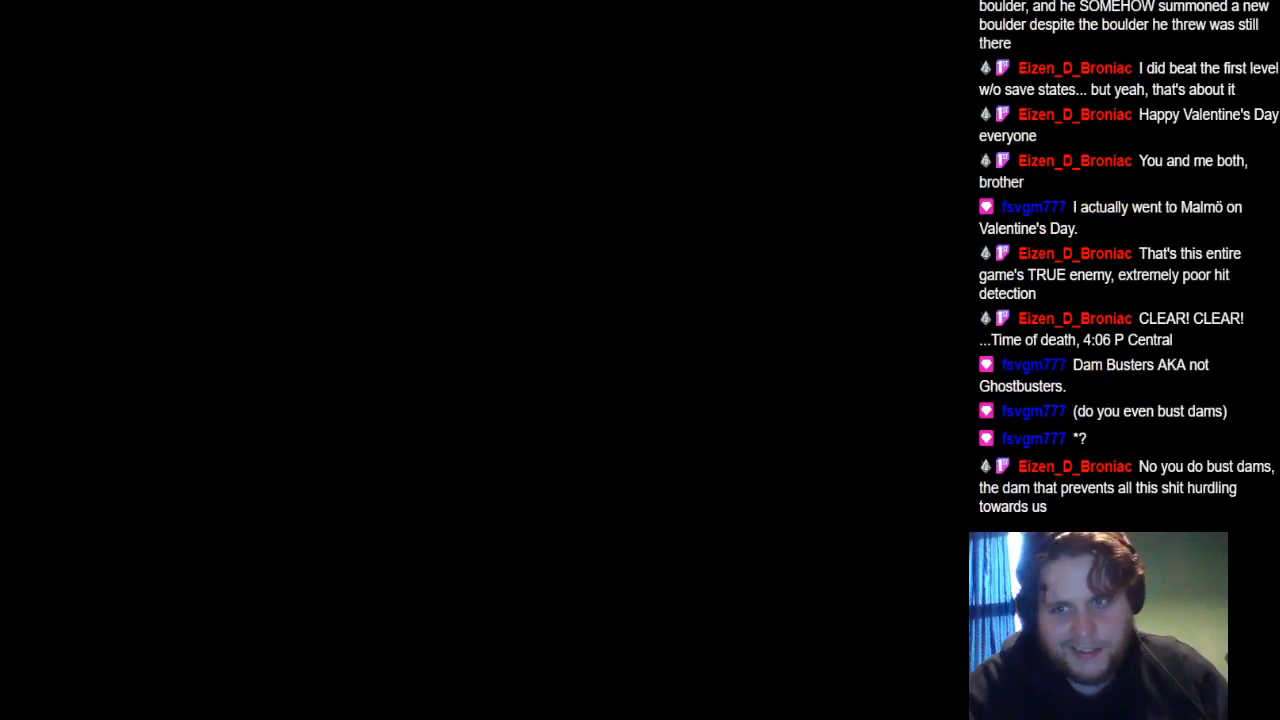 boulder, and he SOMEHOW summoned a new
boulder despite the boulder he threw was still
there
Eizen_D_Broniac I did beat the first level
w/o save states... but yeah, that's about it
Eizen_D_Broniac Happy Valentine's Day
everyone
Eizen_D_Broniac You and me both,
brother
fsvgm777 I actually went to Malmö on
Valentine's Day.
Eizen_D_Broniac That's this entire
game's TRUE enemy, extremely poor hit
detection
Eizen_D_Broniac CLEAR! CLEAR!
...Time of death, 4:06 P Central
fsvgm777 Dam Busters AKA not
Ghostbusters.
fsvgm777 (do you even bust dams)
fsvgm777 *?
Eizen_D_Broniac No you do bust dams,
the dam that prevents all this shit hurdling
towards us